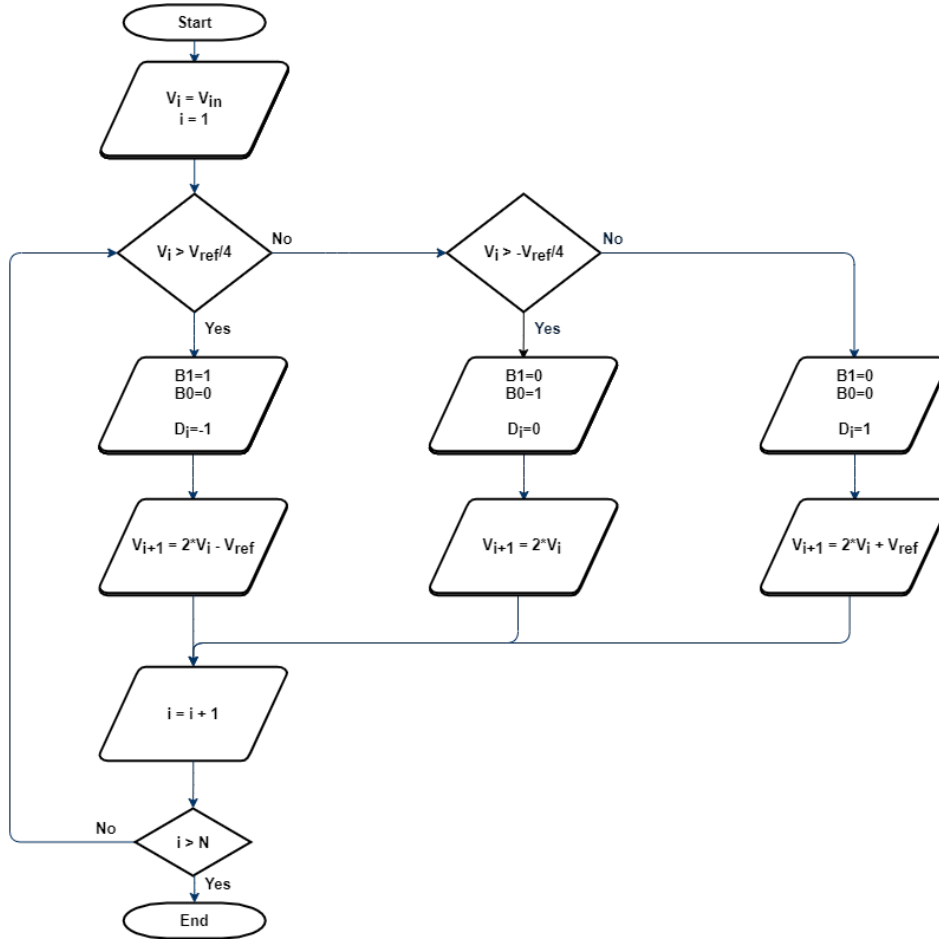 Start
Vi = Vin
i = 1
Vi > Vref/4
No
Vi > -Vref/4
No
Yes
Yes
B1=1
B0=0
Di=-1
B1=0
B0=1
Di=0
B1=0
B0=0
Di=1
Vi+1 = 2*Vi - Vref
Vi+1 = 2*Vi
Vi+1 = 2*Vi + Vref
i = i + 1
No
i > N
Yes
End